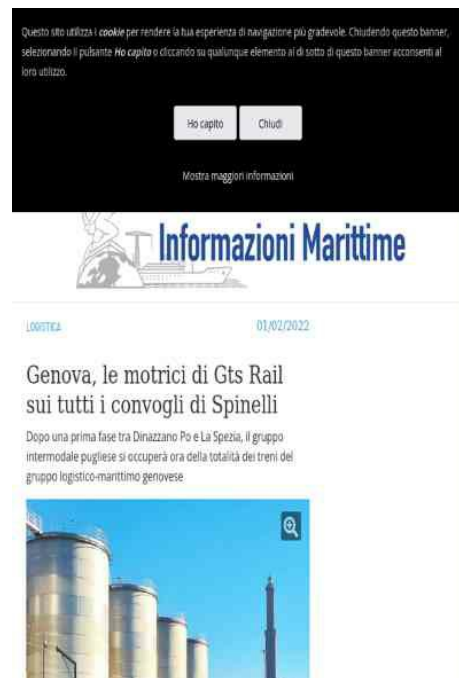 Questo sito utilizza i cookie per rendere la tua esperienza di navigazione più gradevole. Chiudendo questo banner,
selezionando il pulsante Ho capito o cliccando su qualunque elemento al di sotto di questo banner acconsenti al
loro utilizzo.
Ho capito
Chiudi
Mostra maggiori informazioni
Informazioni Marittime
LOGISTICA
01/02/2022
Genova, le motrici di Gts Rail
sui tutti i convogli di Spinelli
Dopo una prima fase tra Dinazzano Po e La Spezia, il gruppo
intermodale pugliese si occuperà ora della totalità dei treni del
gruppo logistico-marittimo genovese